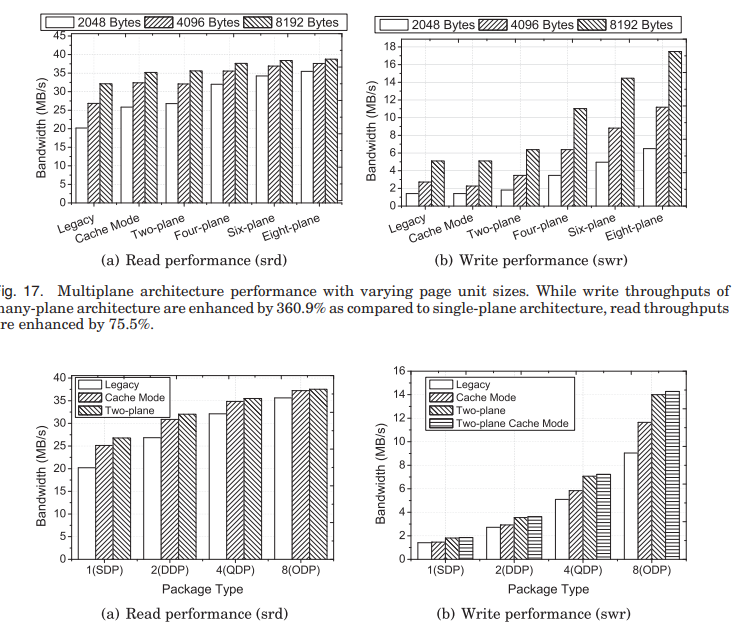 2048 Bytes 4096 Bytes 8192 Bytes
45
40
35
30
25
20
15
10
5
0
Bandwidth (MB/s)
Legacy Cache Mode Two-plane Four-plane Six-plane Eight-plane
(a) Read performance (srd)
2048 Bytes 4096 Bytes 8192 Bytes
18
16
14
12
10
8
6
4
2
0
Bandwidth (MB/s)
Legacy Cache Mode Two-plane Four-plane Six-plane Eight-plane
(b) Write performance (swr)
ig. 17. Multiplane architecture performance with varying page unit sizes. While write throughputs of
nany-plane architecture are enhanced by 360.9% as compared to single-plane architecture, read throughputs
re enhanced by 75.5%.
40
35
30
25
20
15
10
5
0
Bandwidth (MB/s)
Legacy
Cache Mode
Two-plane
1(SDP) 2(DDP) 4(QDP) 8(ODP)
Package Type
(a) Read performance (srd)
16
14
12
10
8
6
4
2
0
Bandwidth (MB/s)
Legacy
Cache Mode
Two-plane
Two-plane Cache Mode
1(SDP) 2(DDP) 4(QDP) 8(ODP)
Package Type
(b) Write performance (swr)